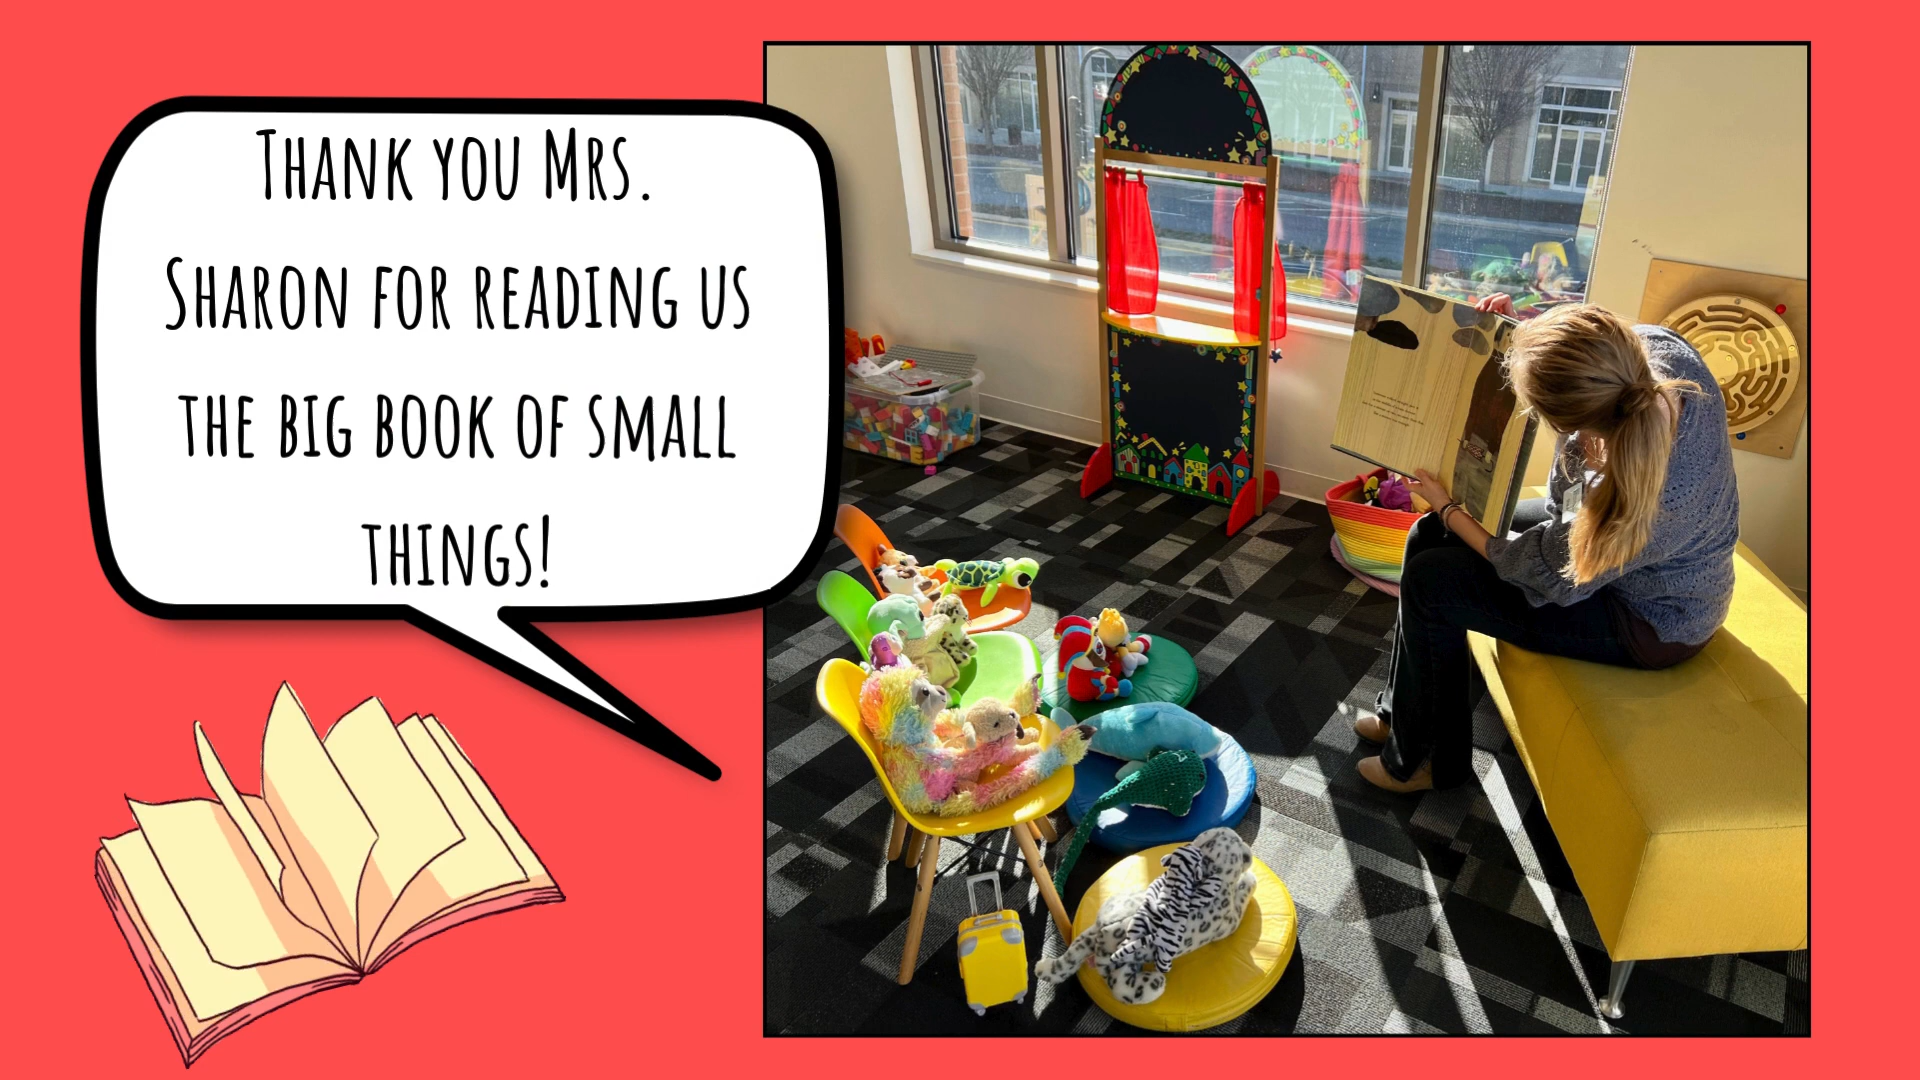 Thank you Mrs.
Sharon for reading us
the big book of small
things!